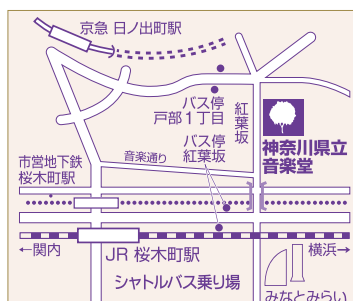 京急 日ノ出町駅
バス停
戸部1丁目
紅葉坂
バス停
紅葉坂
神奈川県立
音楽堂
音楽通り
市営地下鉄
桜木町駅
←関内
JR 桜木町駅
横浜→
シャトルバス乗り場
みなとみらい